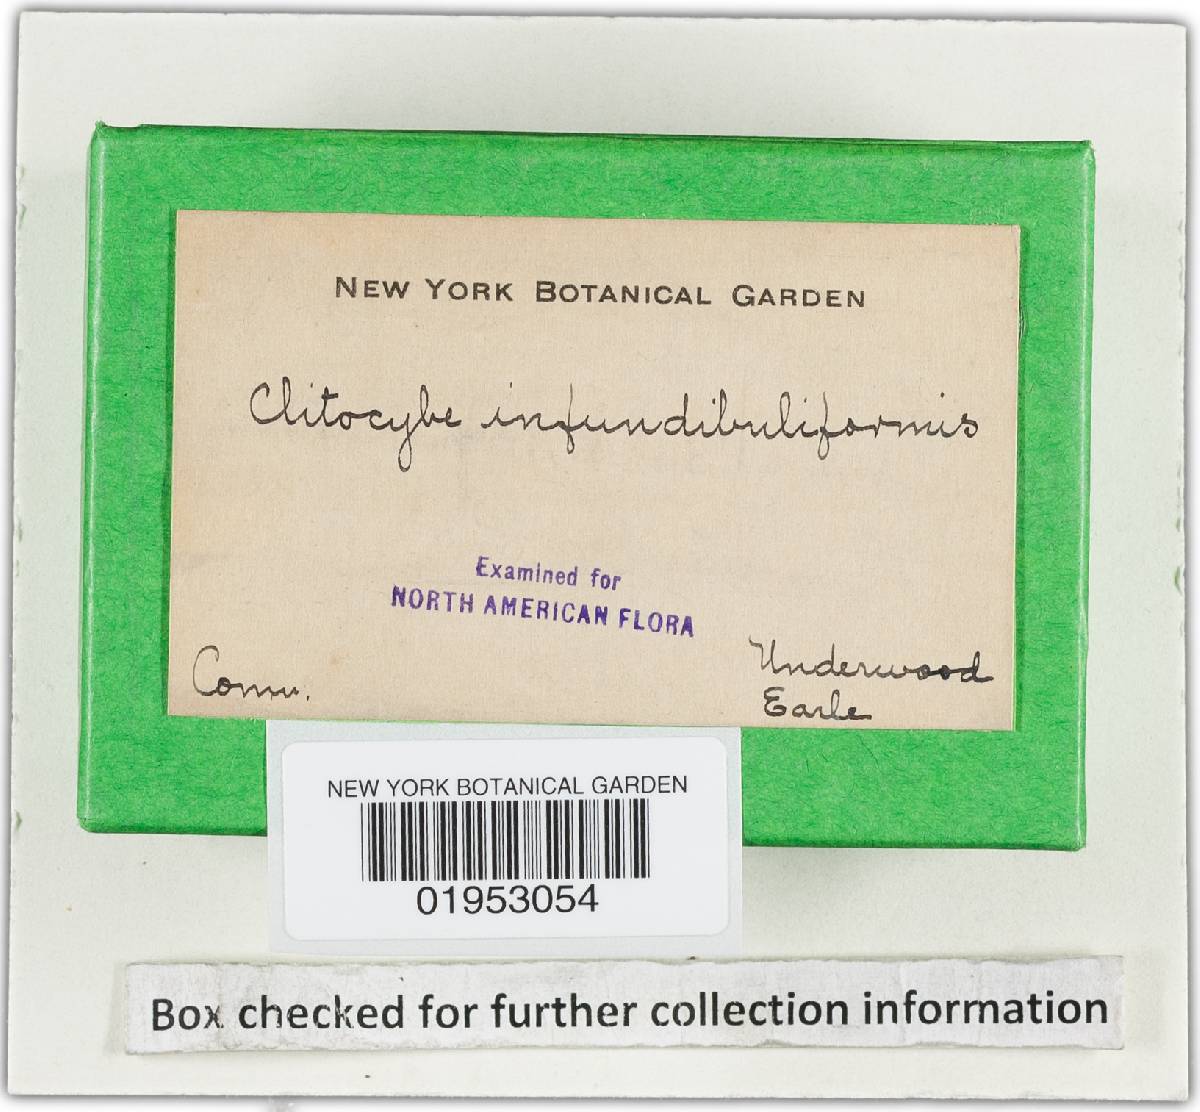 NEW YORK BOTANICAL GARDEN
Clitocybe infundibuliformis
Examined for
NORTH AMERICAN FLORA
Conn.
Underwood
Earle
NEW YORK BOTANICAL GARDEN
01953054
Box checked for further collection information